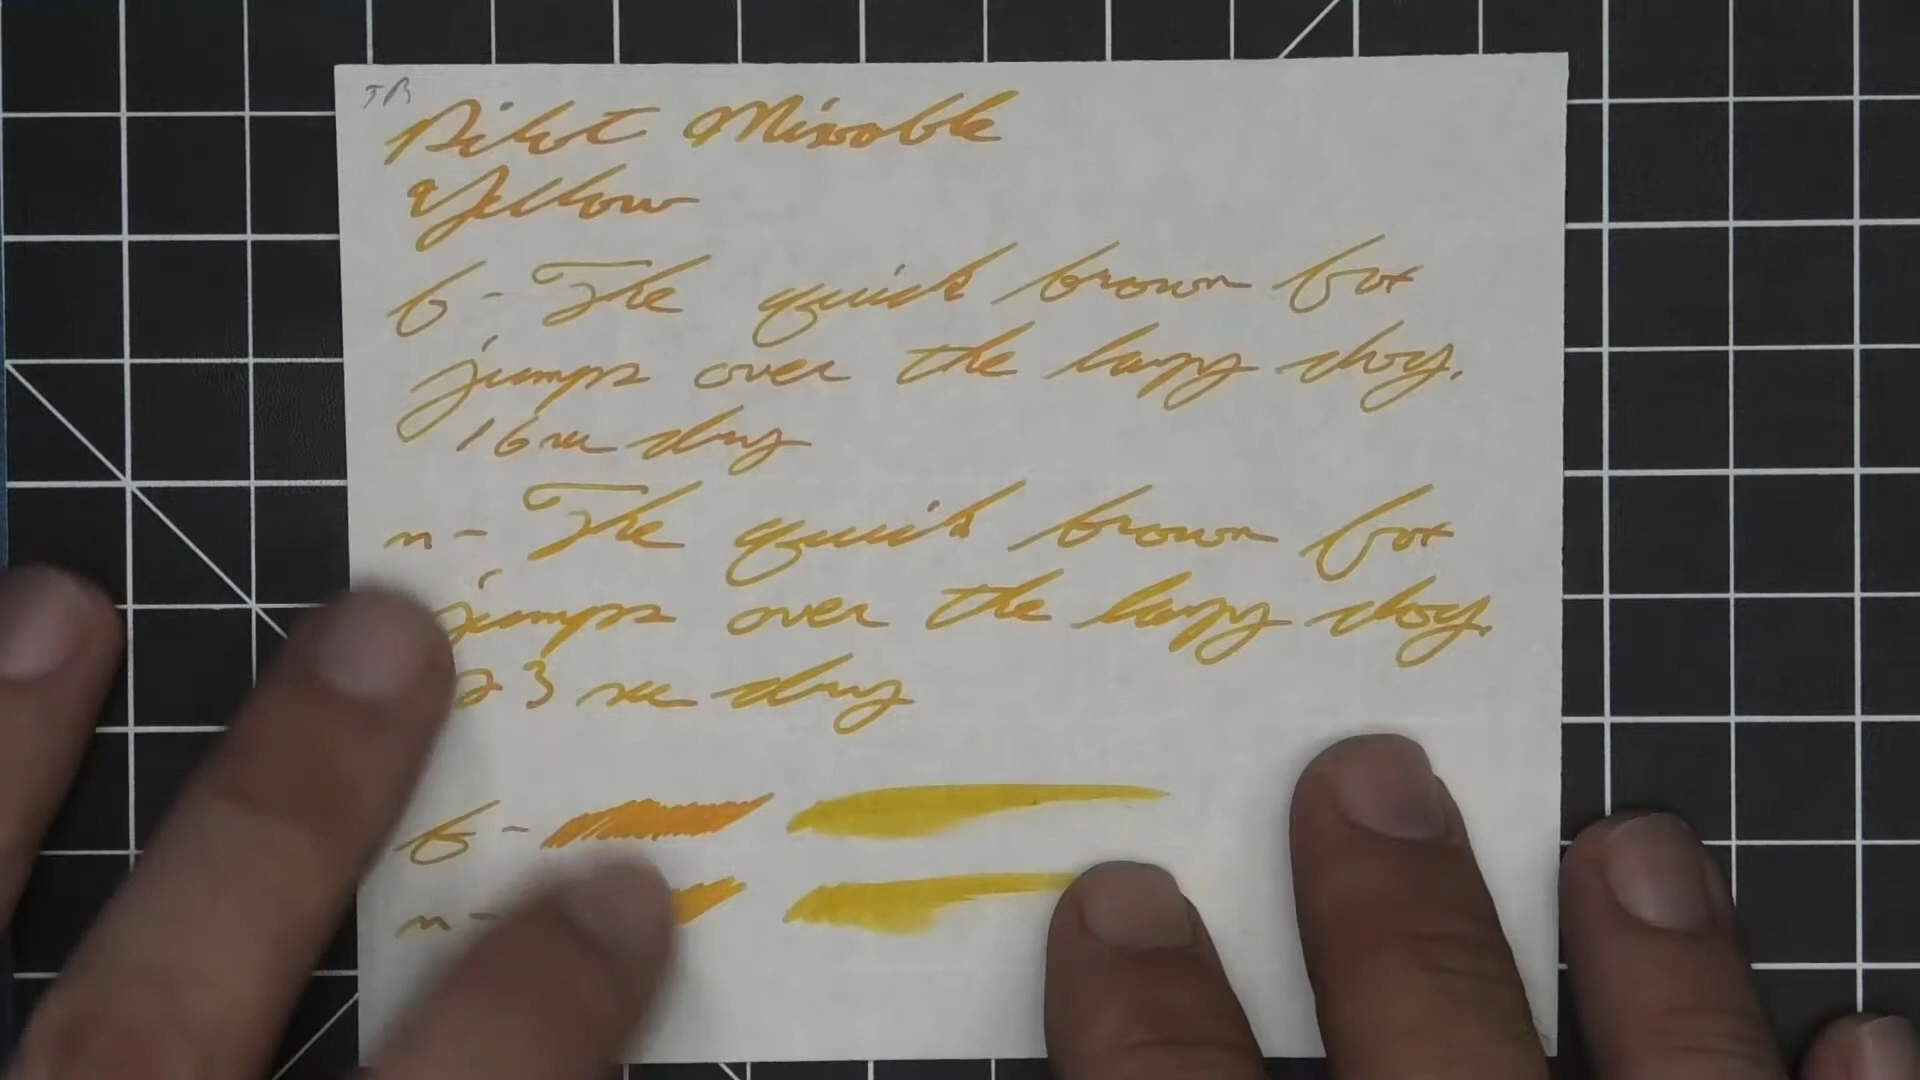 TR
Pilot Mixable
Yellow
f - The quick brown fox
jumps over the lazy dog.
16 sec dry
m - The quick brown fox
jumps over the lazy dog.
23 sec dry
f -
m -